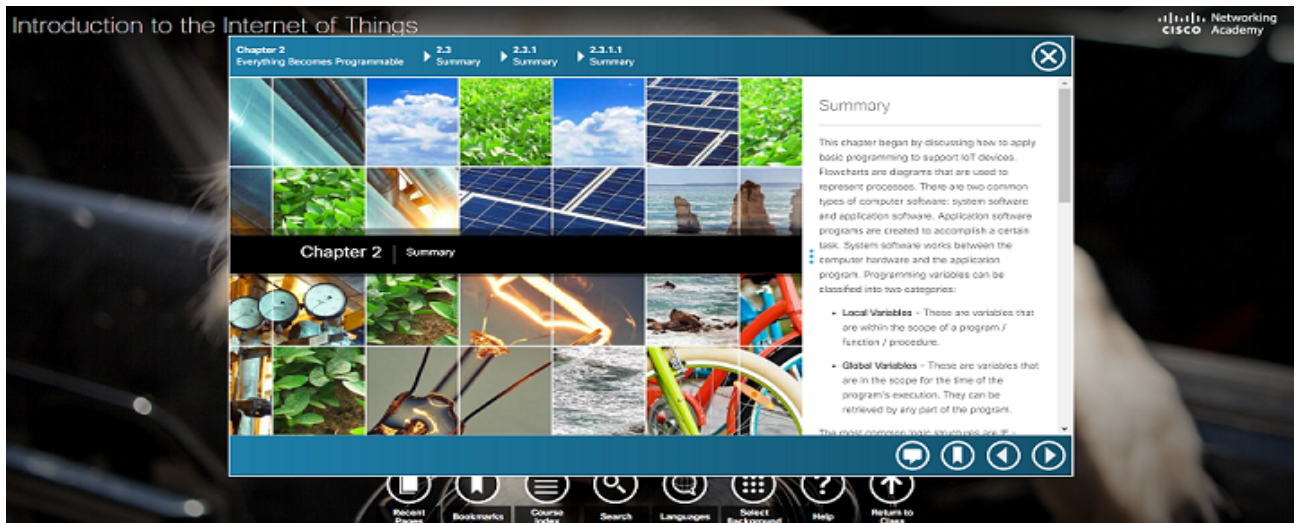 Introduction to the Internet of Things
Networking
CISCO Academy
Chapter 2
Everything Becomes Programmable
2.3
Summary
2.3.1
Summary
2.3.1.1
Summary
Chapter 2 | Summary
Summary
This chapter began by discussing how to apply
basic programming to support IoT devices.
Flowcharts are diagrams that are used to
represent processes. There are two common
types of computer software: system software
and application software. Application software
programs are created to accomplish a certain
task. System software works between the
computer hardware and the application
program. Programming variables can be
classified into two categories:
• Local Variables – These are variables that
are within the scope of a program /
function / procedure.
• Global Variables – These are variables that
are in the scope for the time of the
program's execution. They can be
retrieved by any part of the program.
The most common logic structures are IF –
Recent
Pages
Bookmarks
Course
Index
Search
Languages
Select
Background
Help
Return to
Class